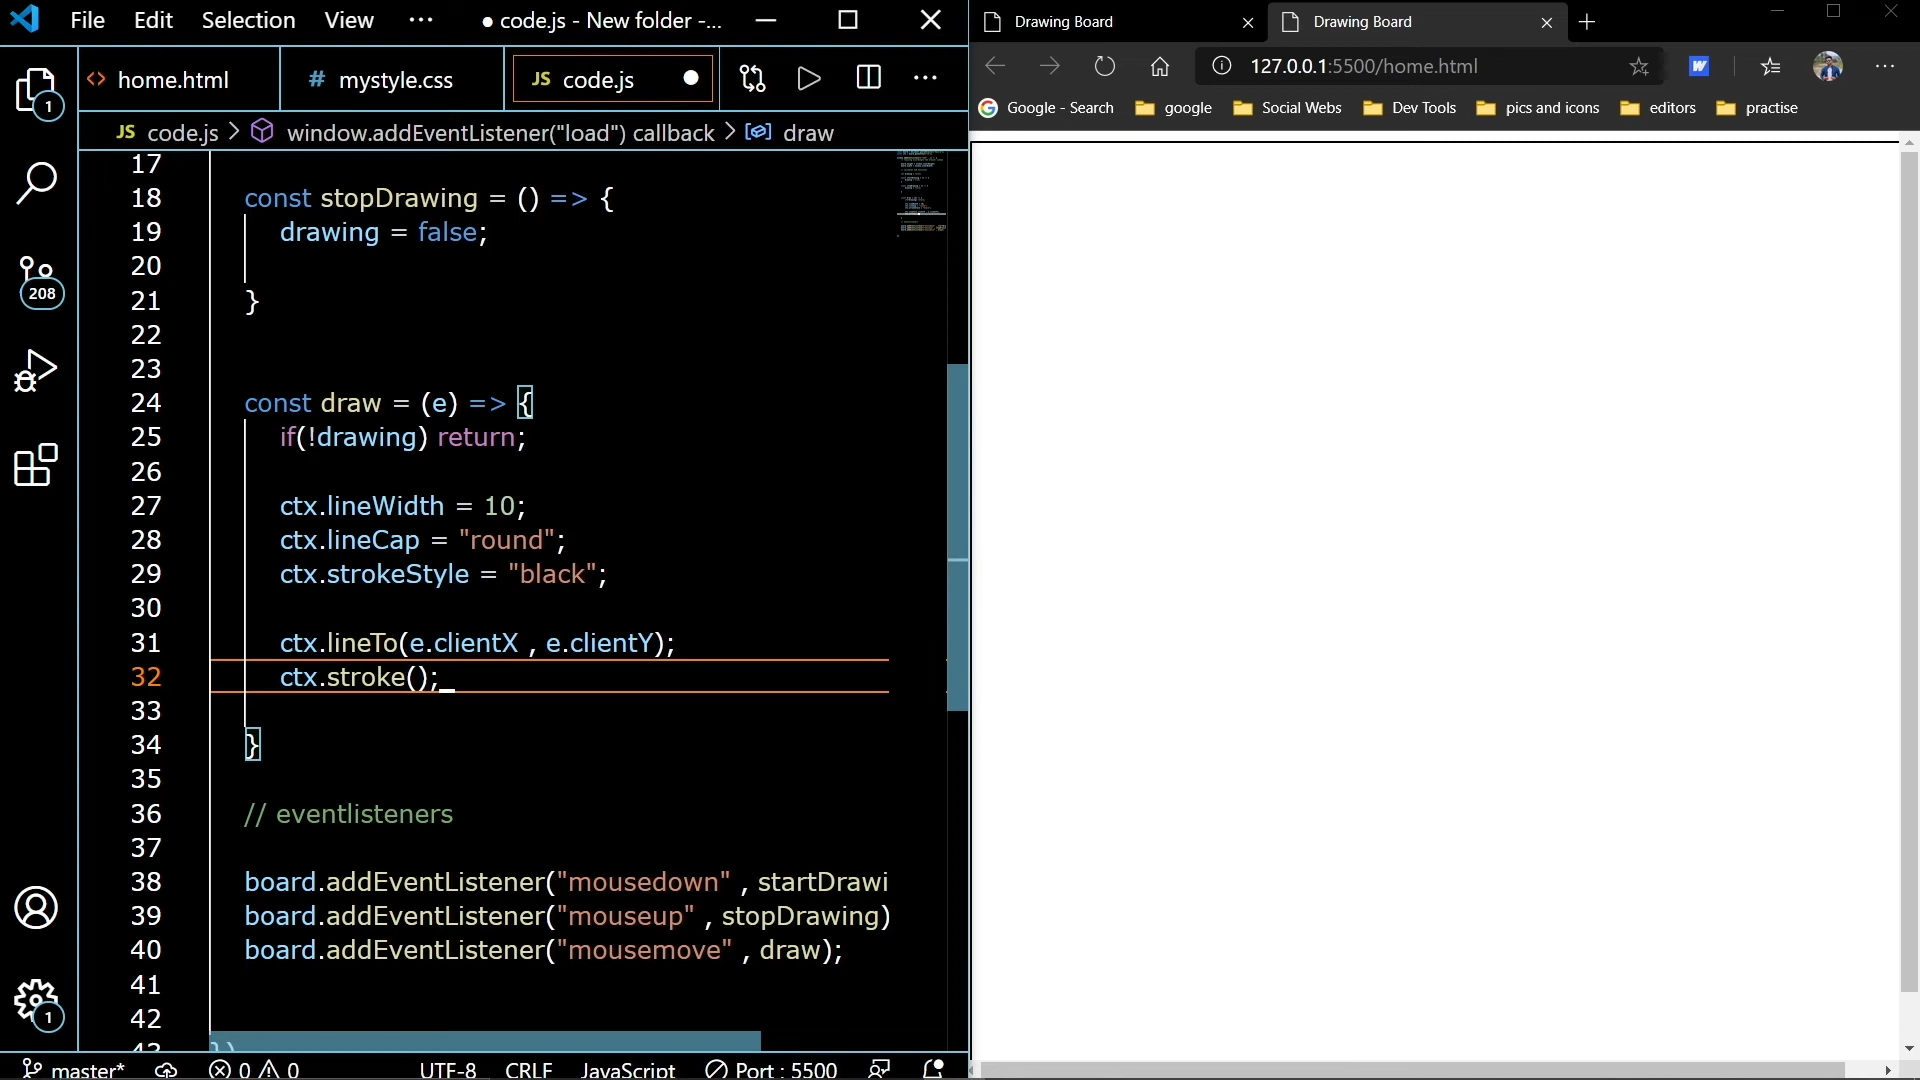 File Edit Selection View ··· ● code.js - New folder -...
<> home.html
# mystyle.css
JS code.js
JS code.js > window.addEventListener("load") callback > draw
1
208
1
17
18 const stopDrawing = () => {
19 drawing = false;
20
21 }
22
23
24 const draw = (e) => {
25 if(!drawing) return;
26
27 ctx.lineWidth = 10;
28 ctx.lineCap = "round";
29 ctx.strokeStyle = "black";
30
31 ctx.lineTo(e.clientX , e.clientY);
32 ctx.stroke();
33
34 }
35
36 // eventlisteners
37
38 board.addEventListener("mousedown" , startDrawi
39 board.addEventListener("mouseup" , stopDrawing)
40 board.addEventListener("mousemove" , draw);
41
42
master* 0 0 UTF-8 CRLF JavaScript Port : 5500
Drawing Board
Drawing Board
127.0.0.1:5500/home.html
Google - Search google Social Webs Dev Tools pics and icons editors practise